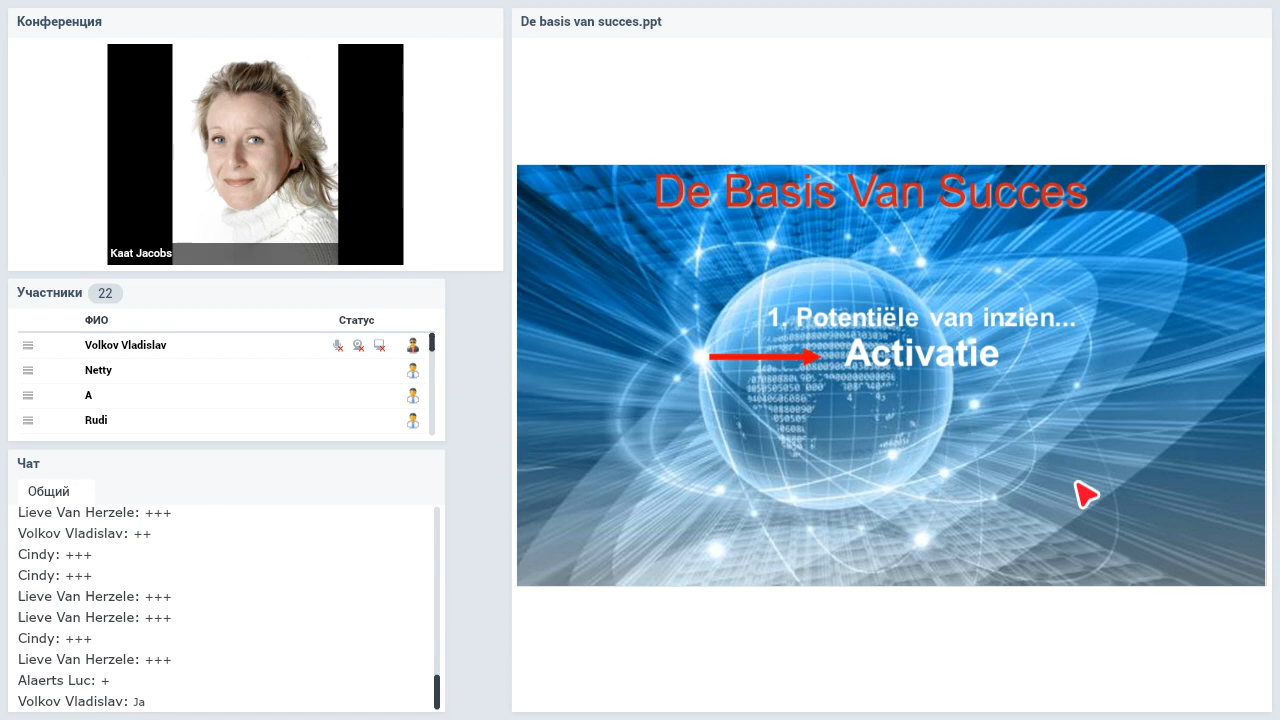 Конференция
Kaat Jacobs
Участники 22
ФИО Статус
Volkov Vladislav
Netty
A
Rudi
Чат
Общий
Lieve Van Herzele: +++
Volkov Vladislav: ++
Cindy: +++
Cindy: +++
Lieve Van Herzele: +++
Lieve Van Herzele: +++
Cindy: +++
Lieve Van Herzele: +++
Alaerts Luc: +
Volkov Vladislav: Ja
De basis van succes.ppt
De Basis Van Succes
1. Potentiële van inzien...
Activatie